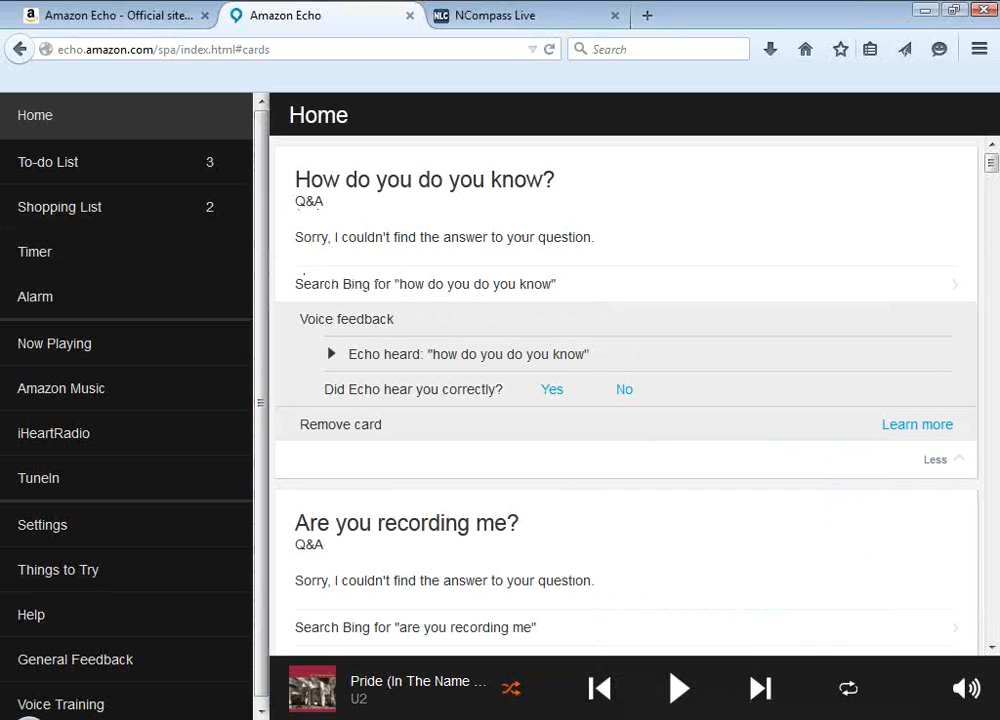 Amazon Echo - Official site...
Amazon Echo
NLC NCompass Live
echo.amazon.com/spa/index.html#cards
Search
Home
To-do List 3
Shopping List 2
Timer
Alarm
Now Playing
Amazon Music
iHeartRadio
TuneIn
Settings
Things to Try
Help
General Feedback
Voice Training
Home
How do you do you know?
Q&A
Sorry, I couldn't find the answer to your question.
Search Bing for "how do you do you know"
Voice feedback
Echo heard: "how do you do you know"
Did Echo hear you correctly? Yes No
Remove card Learn more
Less
Are you recording me?
Q&A
Sorry, I couldn't find the answer to your question.
Search Bing for "are you recording me"
Pride (In The Name ...
U2